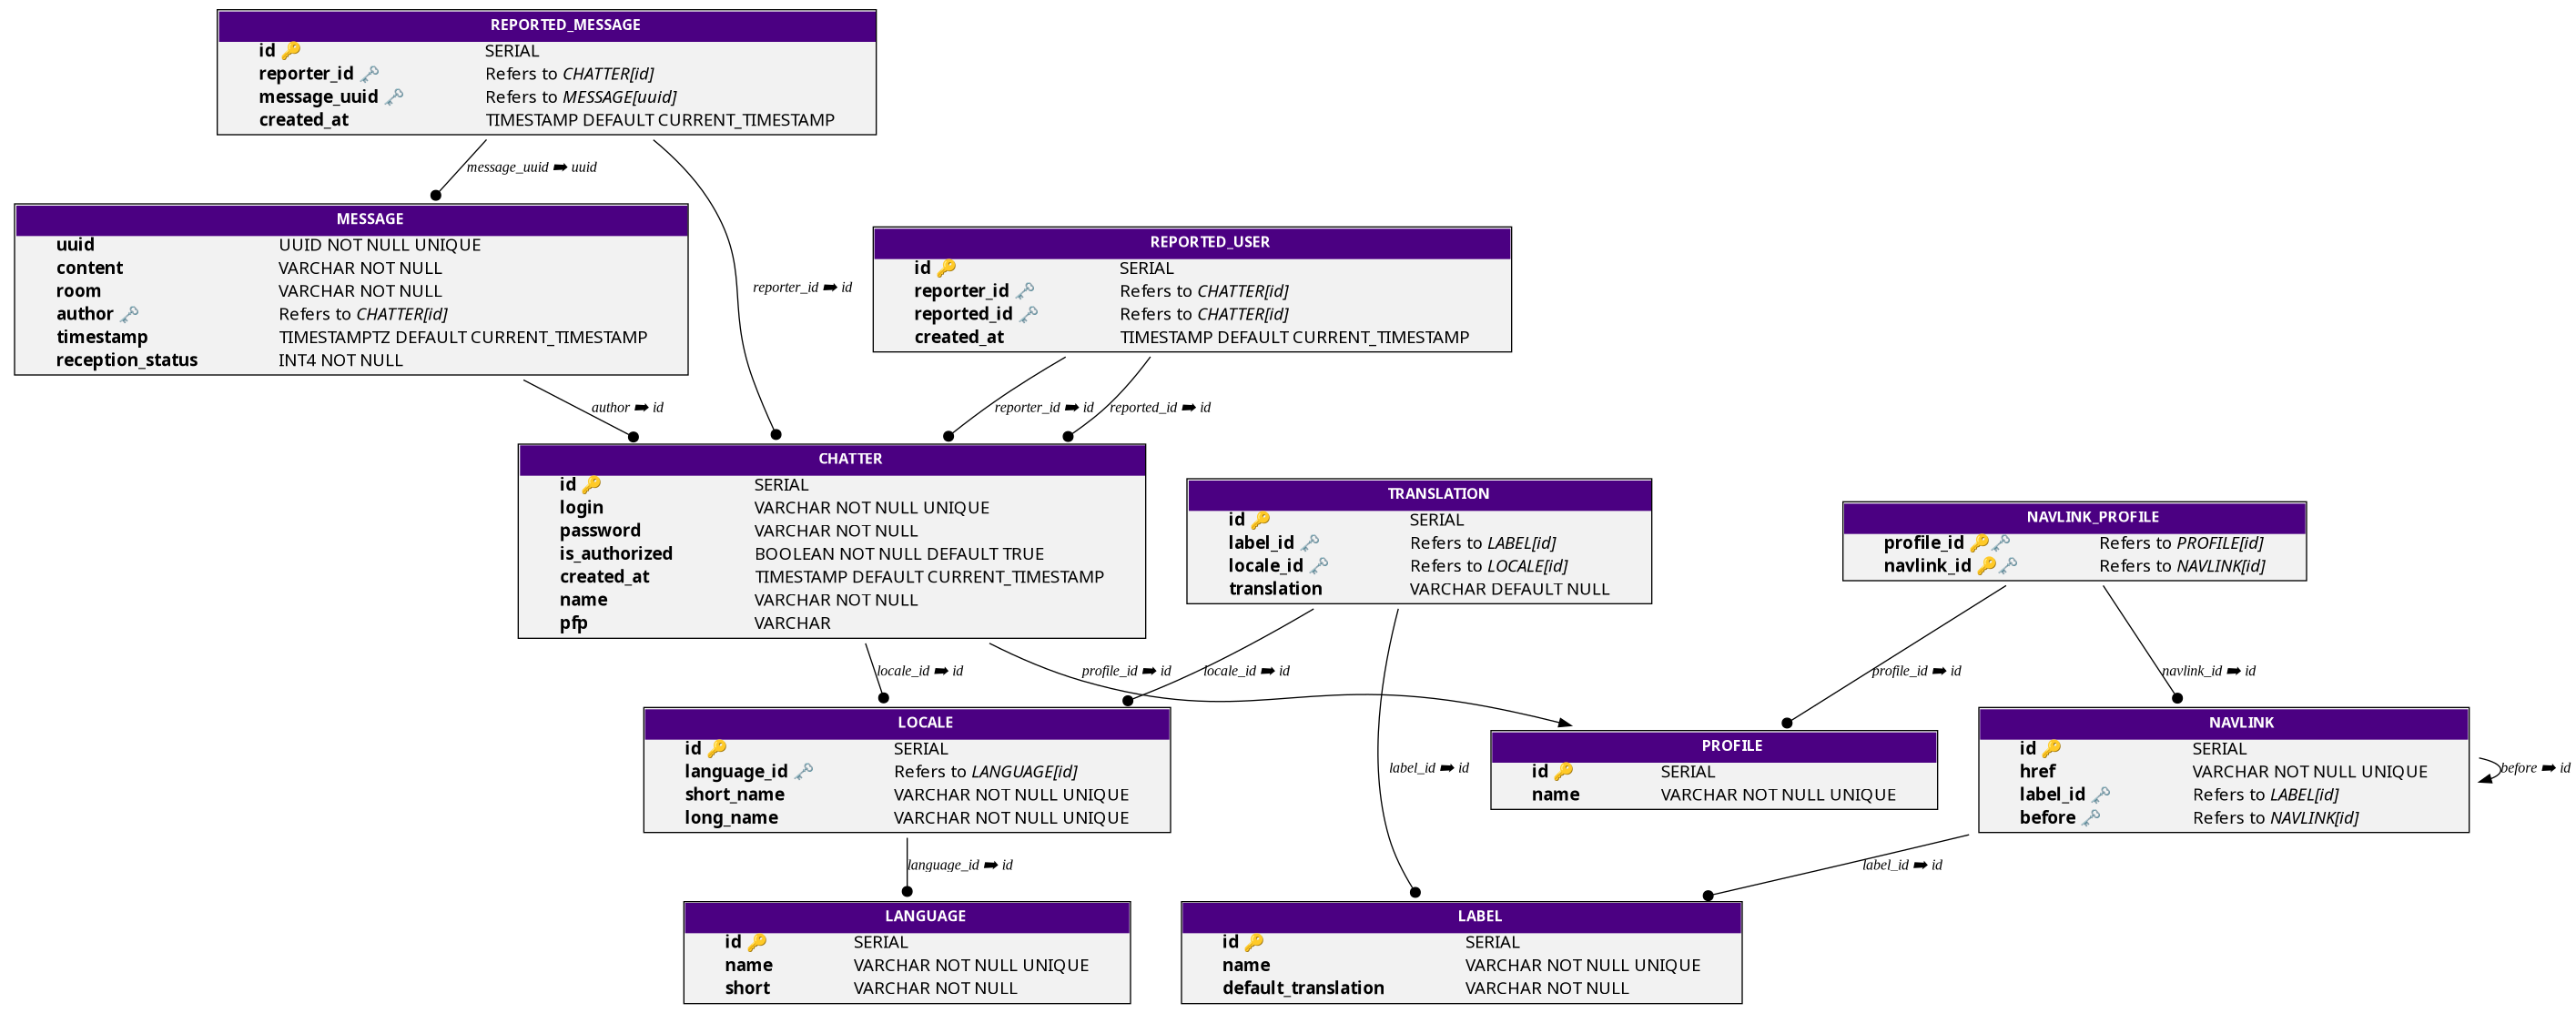 REPORTED_MESSAGE
id 🔑 SERIAL
reporter_id 🗝 Refers to CHATTER[id]
message_uuid 🗝 Refers to MESSAGE[uuid]
created_at TIMESTAMP DEFAULT CURRENT_TIMESTAMP
message_uuid ➡ uuid
reporter_id ➡ id
MESSAGE
uuid UUID NOT NULL UNIQUE
content VARCHAR NOT NULL
room VARCHAR NOT NULL
author 🗝 Refers to CHATTER[id]
timestamp TIMESTAMPTZ DEFAULT CURRENT_TIMESTAMP
reception_status INT4 NOT NULL
author ➡ id
REPORTED_USER
id 🔑 SERIAL
reporter_id 🗝 Refers to CHATTER[id]
reported_id 🗝 Refers to CHATTER[id]
created_at TIMESTAMP DEFAULT CURRENT_TIMESTAMP
reporter_id ➡ id
reported_id ➡ id
CHATTER
id 🔑 SERIAL
login VARCHAR NOT NULL UNIQUE
password VARCHAR NOT NULL
is_authorized BOOLEAN NOT NULL DEFAULT TRUE
created_at TIMESTAMP DEFAULT CURRENT_TIMESTAMP
name VARCHAR NOT NULL
pfp VARCHAR
TRANSLATION
id 🔑 SERIAL
label_id 🗝 Refers to LABEL[id]
locale_id 🗝 Refers to LOCALE[id]
translation VARCHAR DEFAULT NULL
NAVLINK_PROFILE
profile_id 🔑🗝 Refers to PROFILE[id]
navlink_id 🔑🗝 Refers to NAVLINK[id]
locale_id ➡ id
profile_id ➡ id
locale_id ➡ id
profile_id ➡ id
navlink_id ➡ id
LOCALE
id 🔑 SERIAL
language_id 🗝 Refers to LANGUAGE[id]
short_name VARCHAR NOT NULL UNIQUE
long_name VARCHAR NOT NULL UNIQUE
label_id ➡ id
PROFILE
id 🔑 SERIAL
name VARCHAR NOT NULL UNIQUE
NAVLINK
id 🔑 SERIAL
href VARCHAR NOT NULL UNIQUE
label_id 🗝 Refers to LABEL[id]
before 🗝 Refers to NAVLINK[id]
before ➡ id
language_id ➡ id
label_id ➡ id
LANGUAGE
id 🔑 SERIAL
name VARCHAR NOT NULL UNIQUE
short VARCHAR NOT NULL
LABEL
id 🔑 SERIAL
name VARCHAR NOT NULL UNIQUE
default_translation VARCHAR NOT NULL